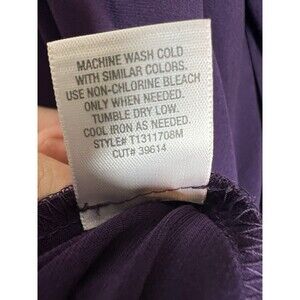 MACHINE WASH COLD
WITH SIMILAR COLORS.
USE NON-CHLORINE BLEACH
ONLY WHEN NEEDED.
TUMBLE DRY LOW.
COOL IRON AS NEEDED.
STYLE# T1311708M
CUT# 39614